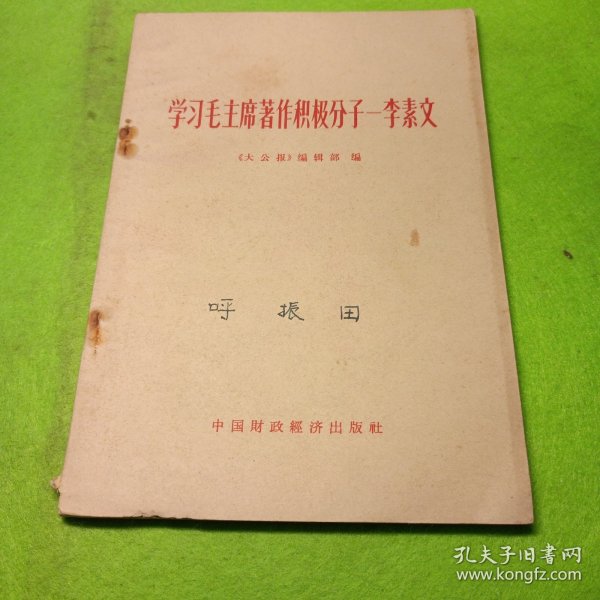 学习毛主席著作积极分子—李素文
《大公报》编辑部 编
呼 振 田
中国財政經济出版社
孔夫子旧书网
www.kongfz.com